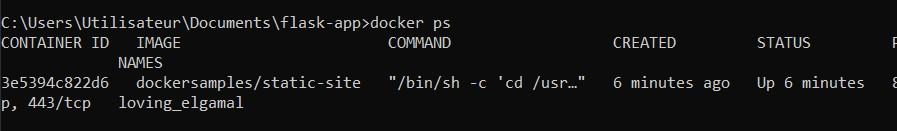 C:\Users\Utilisateur\Documents\flask-app>docker ps
CONTAINER ID   IMAGE                       COMMAND                  CREATED         STATUS         P
               NAMES
3e5394c822d6   dockersamples/static-site   "/bin/sh -c 'cd /usr…"   6 minutes ago   Up 6 minutes   8
p, 443/tcp   loving_elgamal